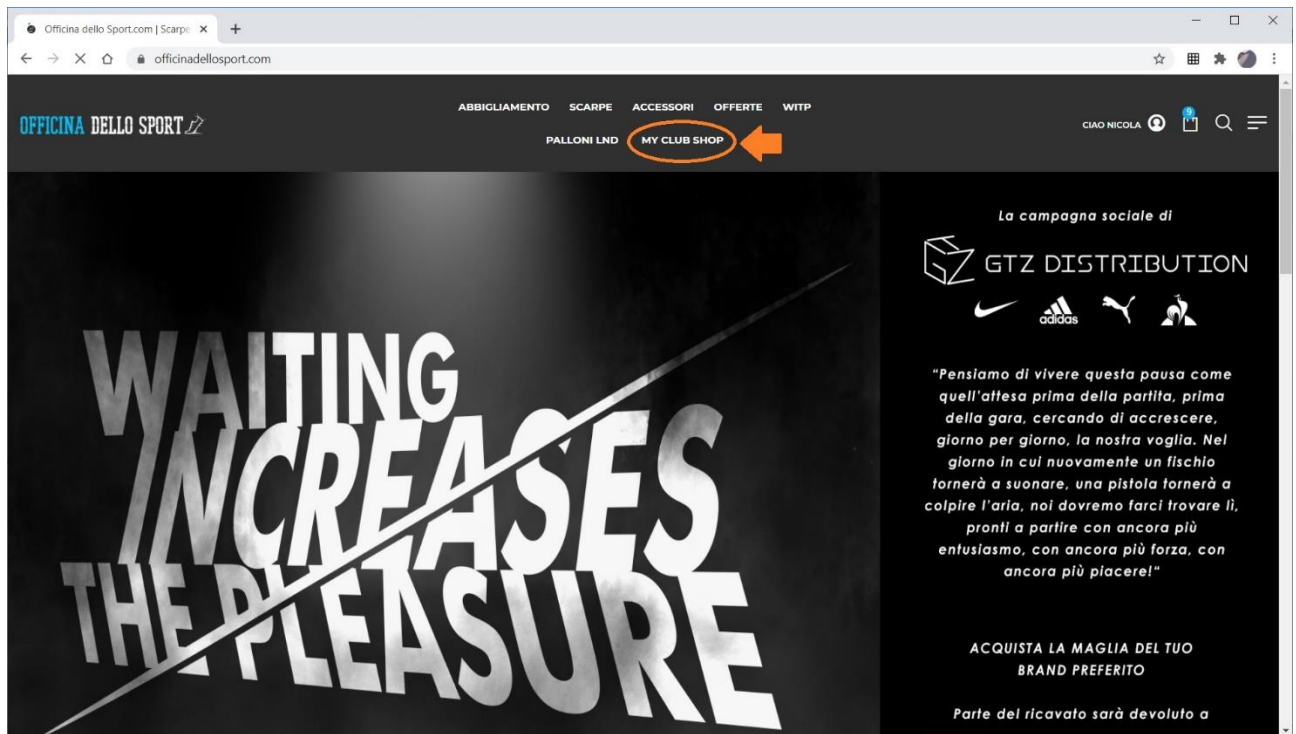 Officina dello Sport.com | Scarpe
officinadellosport.com
OFFICINA DELLO SPORT
ABBIGLIAMENTO SCARPE ACCESSORI OFFERTE WITP
PALLONI LND MY CLUB SHOP
CIAO NICOLA
9
WAITING
INCREASES
THE PLEASURE
La campagna sociale di
GTZ DISTRIBUTION
adidas
"Pensiamo di vivere questa pausa come
quell'attesa prima della partita, prima
della gara, cercando di accrescere,
giorno per giorno, la nostra voglia. Nel
giorno in cui nuovamente un fischio
tornerà a suonare, una pistola tornerà a
colpire l'aria, noi dovremo farci trovare lì,
pronti a partire con ancora più
entusiasmo, con ancora più forza, con
ancora più piacere!"
ACQUISTA LA MAGLIA DEL TUO
BRAND PREFERITO
Parte del ricavato sarà devoluto a